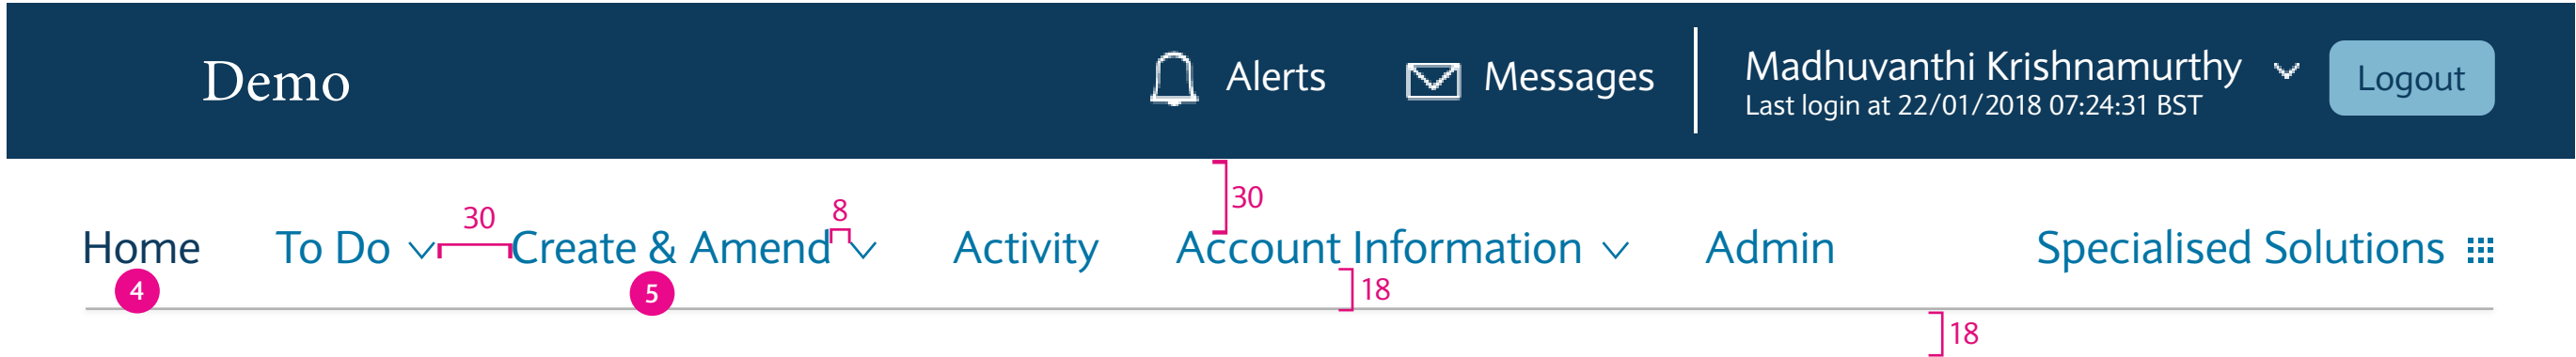 Demo
Alerts
Messages
Madhuvanthi Krishnamurthy
Last login at 22/01/2018 07:24:31 BST
Logout
30
30
8
Home
To Do
Create & Amend
Activity
Account Information
Admin
Specialised Solutions
4
5
18
18